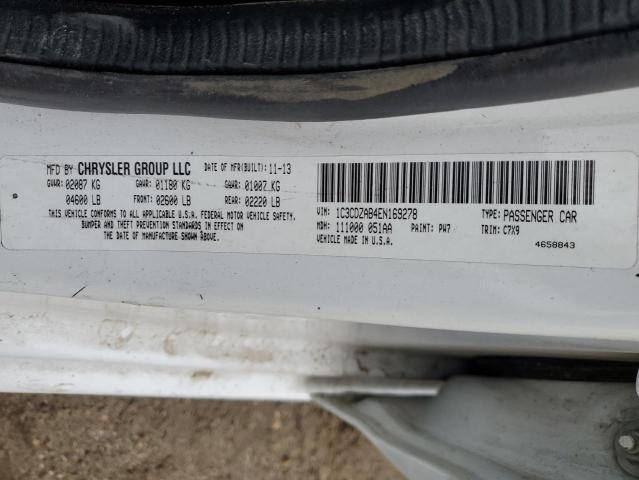 MFD BY CHRYSLER GROUP LLC DATE OF MFR(BUILT): 11-13
GVWR: 02087 KG GAWR: 01180 KG GAWR: 01007 KG
04600 LB FRONT: 02600 LB REAR: 02220 LB
THIS VEHICLE CONFORMS TO ALL APPLICABLE U.S.A. FEDERAL MOTOR VEHICLE SAFETY,
BUMPER AND THEFT PREVENTION STANDARDS IN EFFECT ON
THE DATE OF MANUFACTURE SHOWN ABOVE.
VIN: 1C3CDZAB4EN169278 TYPE: PASSENGER CAR
MDH: 111000 051AA PAINT: PW7 TRIM: C7X9
VEHICLE MADE IN U.S.A. 4658843